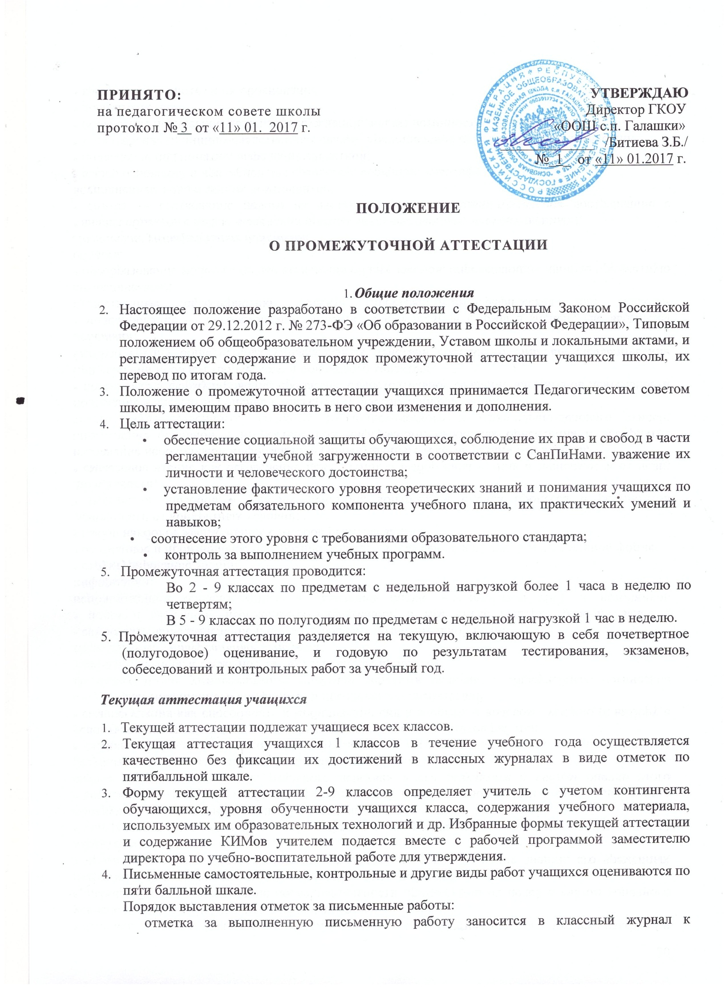 ПРИНЯТО:
на педагогическом совете школы
протокол № 3 от «11» 01. 2017 г.
УТВЕРЖДАЮ
Директор ГКОУ
«ООШ с.п. Галашки»
/Битиева З.Б./
№ 1 от «11» 01.2017 г.
ПОЛОЖЕНИЕ
О ПРОМЕЖУТОЧНОЙ АТТЕСТАЦИИ
1. Общие положения
2. Настоящее положение разработано в соответствии с Федеральным Законом Российской
Федерации от 29.12.2012 г. № 273-ФЭ «Об образовании в Российской Федерации», Типовым
положением об общеобразовательном учреждении, Уставом школы и локальными актами, и
регламентирует содержание и порядок промежуточной аттестации учащихся школы, их
перевод по итогам года.
3. Положение о промежуточной аттестации учащихся принимается Педагогическим советом
школы, имеющим право вносить в него свои изменения и дополнения.
4. Цель аттестации:
• обеспечение социальной защиты обучающихся, соблюдение их прав и свобод в части
регламентации учебной загруженности в соответствии с СанПиНами. уважение их
личности и человеческого достоинства;
• установление фактического уровня теоретических знаний и понимания учащихся по
предметам обязательного компонента учебного плана, их практических умений и
навыков;
• соотнесение этого уровня с требованиями образовательного стандарта;
• контроль за выполнением учебных программ.
5. Промежуточная аттестация проводится:
Во 2 - 9 классах по предметам с недельной нагрузкой более 1 часа в неделю по
четвертям;
В 5 - 9 классах по полугодиям по предметам с недельной нагрузкой 1 час в неделю.
5. Промежуточная аттестация разделяется на текущую, включающую в себя почетвертное
(полугодовое) оценивание, и годовую по результатам тестирования, экзаменов,
собеседований и контрольных работ за учебный год.
Текущая аттестация учащихся
1. Текущей аттестации подлежат учащиеся всех классов.
2. Текущая аттестация учащихся 1 классов в течение учебного года осуществляется
качественно без фиксации их достижений в классных журналах в виде отметок по
пятибалльной шкале.
3. Форму текущей аттестации 2-9 классов определяет учитель с учетом контингента
обучающихся, уровня обученности учащихся класса, содержания учебного материала,
используемых им образовательных технологий и др. Избранные формы текущей аттестации
и содержание КИМов учителем подается вместе с рабочей программой заместителю
директора по учебно-воспитательной работе для утверждения.
4. Письменные самостоятельные, контрольные и другие виды работ учащихся оцениваются по
пяти балльной шкале.
Порядок выставления отметок за письменные работы:
отметка за выполненную письменную работу заносится в классный журнал к